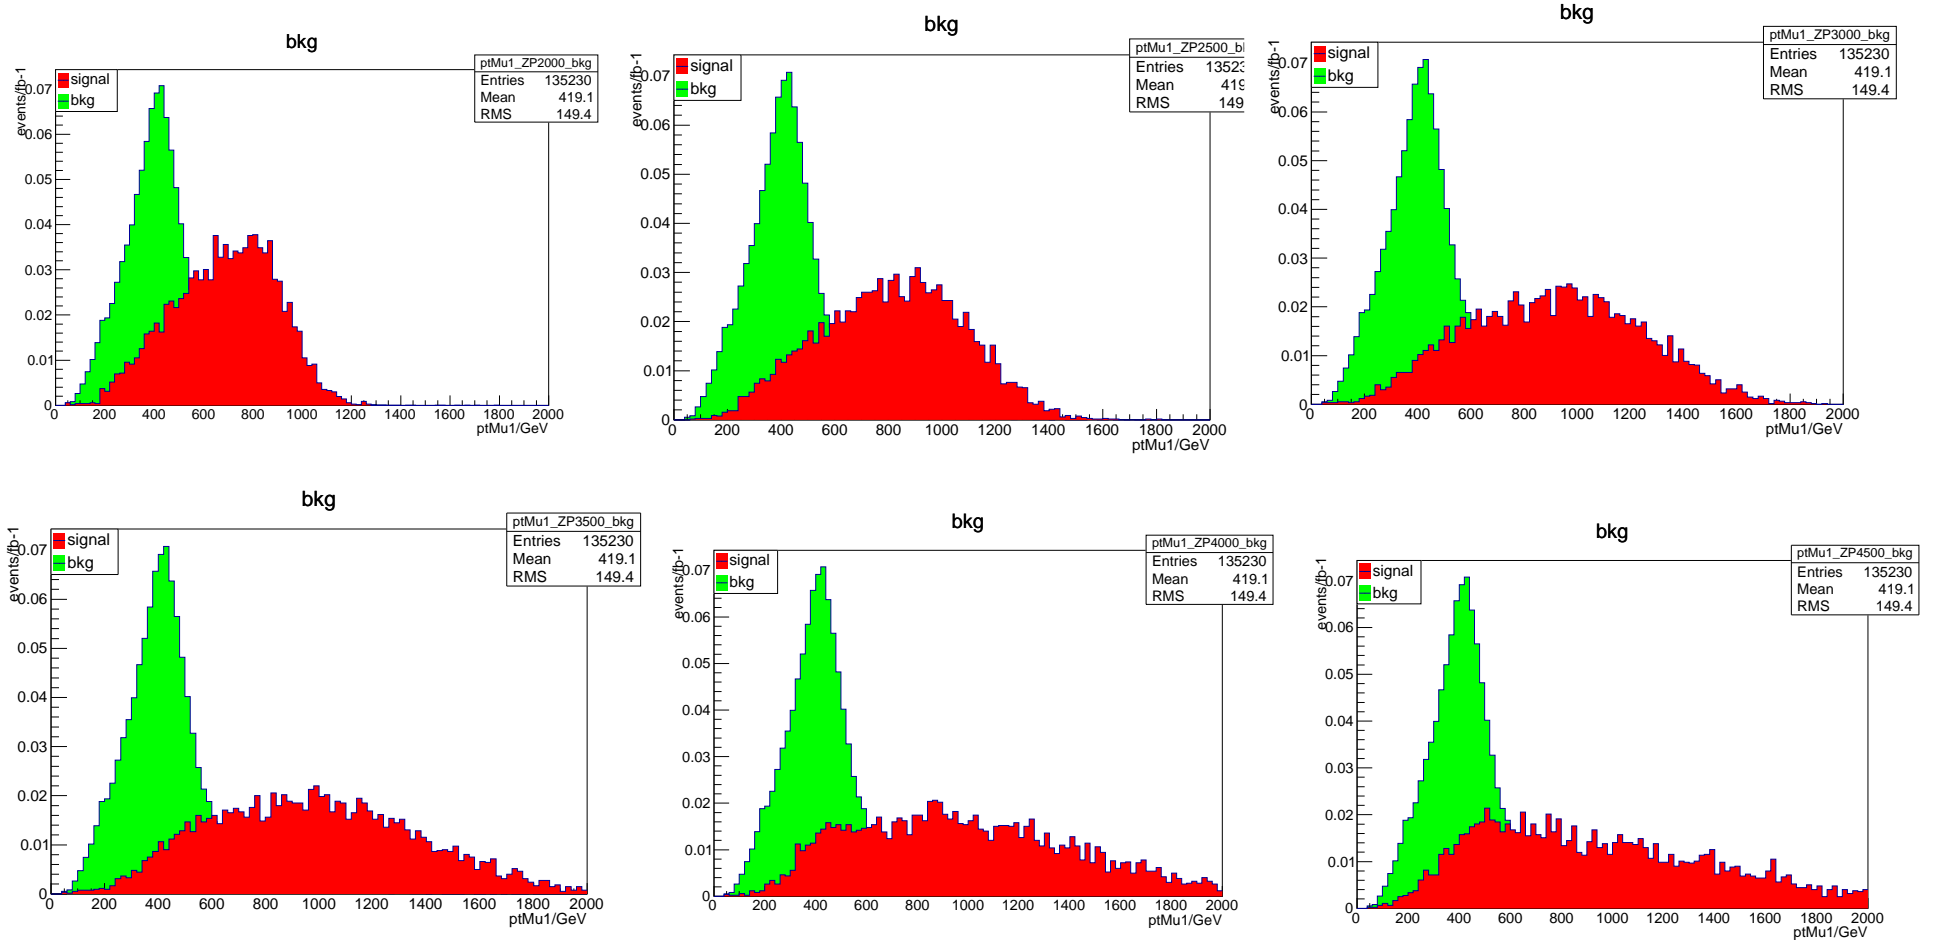 bkg
events/fb-1
signal
bkg
ptMu1_ZP2000_bkg
Entries 135230
Mean 419.1
RMS 149.4
0.07
0.06
0.05
0.04
0.03
0.02
0.01
0
0 200 400 600 800 1000 1200 1400 1600 1800 2000
ptMu1/GeV
bkg
events/fb-1
signal
bkg
ptMu1_ZP2500_bl
Entries 1352
Mean 419
RMS 149
0.07
0.06
0.05
0.04
0.03
0.02
0.01
0
0 200 400 600 800 1000 1200 1400 1600 1800 2000
ptMu1/GeV
bkg
events/fb-1
signal
bkg
ptMu1_ZP3000_bkg
Entries 135230
Mean 419.1
RMS 149.4
0.07
0.06
0.05
0.04
0.03
0.02
0.01
0
0 200 400 600 800 1000 1200 1400 1600 1800 2000
ptMu1/GeV
bkg
events/fb-1
signal
bkg
ptMu1_ZP3500_bkg
Entries 135230
Mean 419.1
RMS 149.4
0.07
0.06
0.05
0.04
0.03
0.02
0.01
0
0 200 400 600 800 1000 1200 1400 1600 1800 2000
ptMu1/GeV
bkg
events/fb-1
signal
bkg
ptMu1_ZP4000_bkg
Entries 135230
Mean 419.1
RMS 149.4
0.07
0.06
0.05
0.04
0.03
0.02
0.01
0
0 200 400 600 800 1000 1200 1400 1600 1800 2000
ptMu1/GeV
bkg
events/fb-1
signal
bkg
ptMu1_ZP4500_bkg
Entries 135230
Mean 419.1
RMS 149.4
0.07
0.06
0.05
0.04
0.03
0.02
0.01
0
0 200 400 600 800 1000 1200 1400 1600 1800 2000
ptMu1/GeV